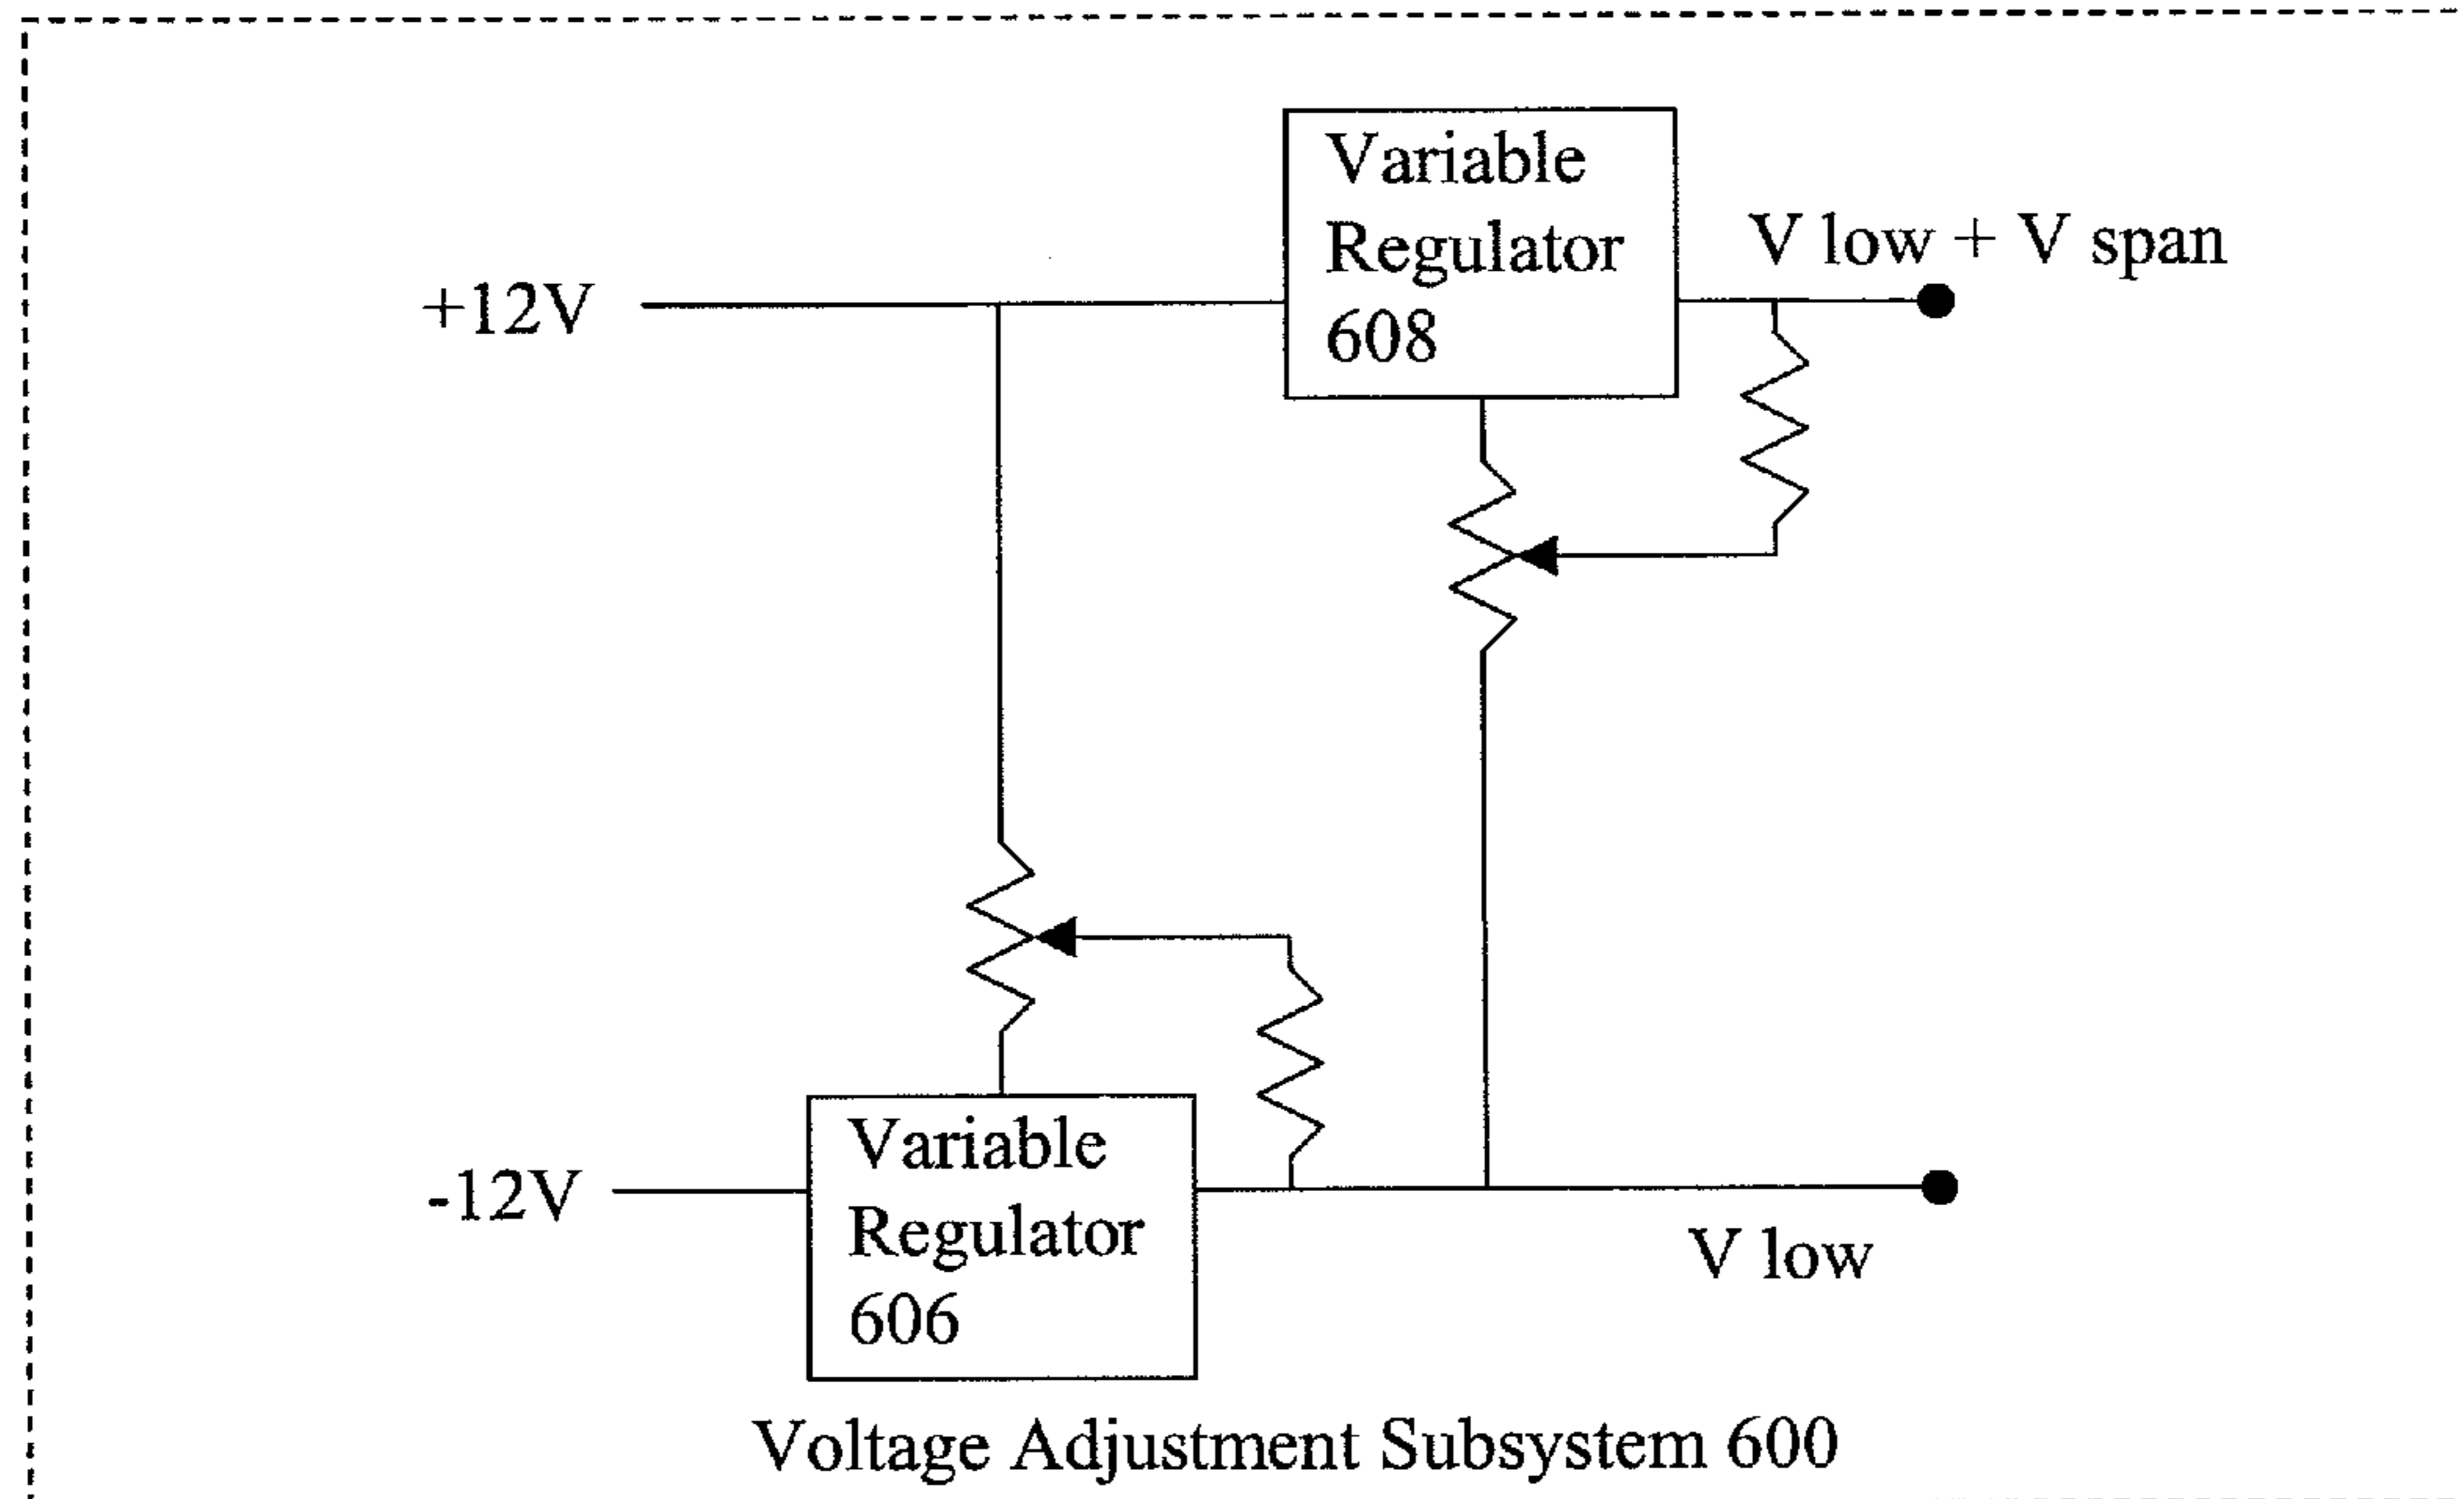 Variable
Regulator
608
V low + V span
+12V
Variable
Regulator
606
-12V
V low
Voltage Adjustment Subsystem 600